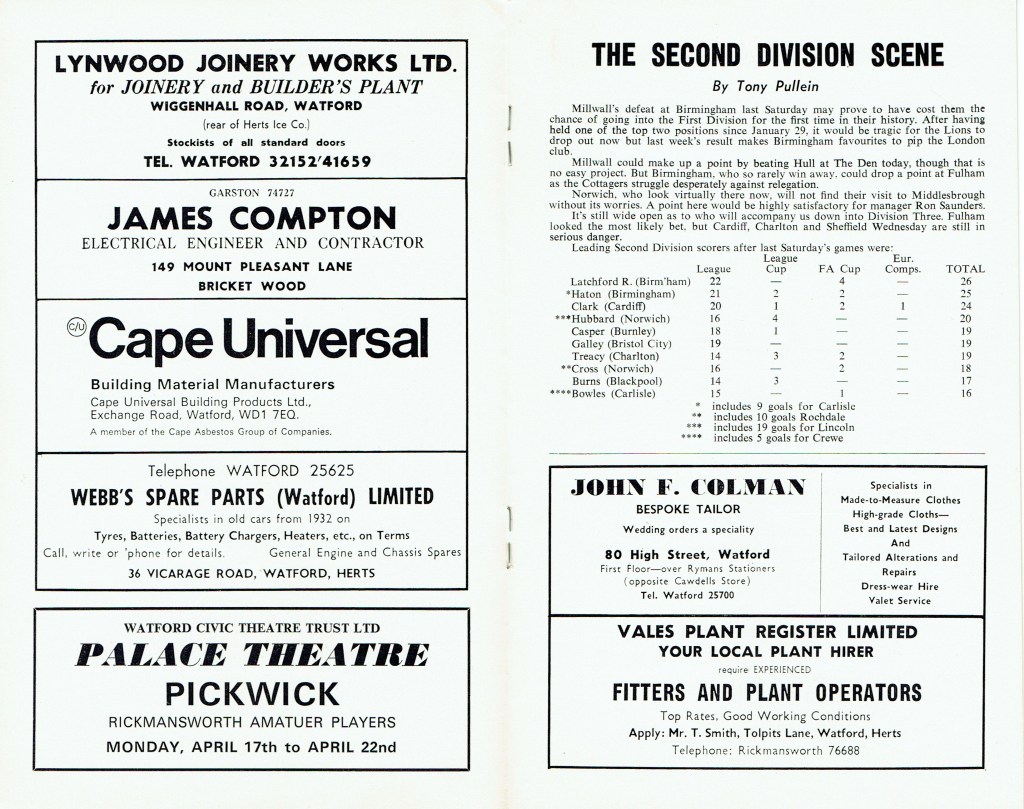 LYNWOOD JOINERY WORKS LTD.
for JOINERY and BUILDER'S PLANT
WIGGENHALL ROAD, WATFORD
(rear of Herts Ice Co.)
Stockists of all standard doors
TEL. WATFORD 32152'41659
GARSTON 74727
JAMES COMPTON
ELECTRICAL ENGINEER AND CONTRACTOR
149 MOUNT PLEASANT LANE
BRICKET WOOD
C/U Cape Universal
Building Material Manufacturers
Cape Universal Building Products Ltd.,
Exchange Road, Watford, WD1 7EQ.
A member of the Cape Asbestos Group of Companies.
Telephone WATFORD 25625
WEBB'S SPARE PARTS (Watford) LIMITED
Specialists in old cars from 1932 on
Tyres, Batteries, Battery Chargers, Heaters, etc., on Terms
Call, write or 'phone for details. General Engine and Chassis Spares
36 VICARAGE ROAD, WATFORD, HERTS
WATFORD CIVIC THEATRE TRUST LTD
PALACE THEATRE
PICKWICK
RICKMANSWORTH AMATUER PLAYERS
MONDAY, APRIL 17th to APRIL 22nd
THE SECOND DIVISION SCENE
By Tony Pullein
Millwall's defeat at Birmingham last Saturday may prove to have cost them the
chance of going into the First Division for the first time in their history. After having
held one of the top two positions since January 29, it would be tragic for the Lions to
drop out now but last week's result makes Birmingham favourites to pip the London
club.
Millwall could make up a point by beating Hull at The Den today, though that is
no easy project. But Birmingham, who so rarely win away, could drop a point at Fulham
as the Cottagers struggle desperately against relegation.
Norwich, who look virtually there now, will not find their visit to Middlesbrough
without its worries. A point here would be highly satisfactory for manager Ron Saunders.
It's still wide open as to who will accompany us down into Division Three. Fulham
looked the most likely bet, but Cardiff, Charlton and Sheffield Wednesday are still in
serious danger.
Leading Second Division scorers after last Saturday's games were:
League Eur.
League Cup FA Cup Comps. TOTAL
Latchford R. (Birm'ham) 22 — 4 — 26
*Haton (Birmingham) 21 2 2 — 25
Clark (Cardiff) 20 1 2 1 24
***Hubbard (Norwich) 16 4 — — 20
Casper (Burnley) 18 1 — — 19
Galley (Bristol City) 19 — — — 19
Treacy (Charlton) 14 3 2 — 19
**Cross (Norwich) 16 — 2 — 18
Burns (Blackpool) 14 3 — — 17
****Bowles (Carlisle) 15 — 1 — 16
* includes 9 goals for Carlisle
** includes 10 goals Rochdale
*** includes 19 goals for Lincoln
**** includes 5 goals for Crewe
JOHN F. COLMAN
BESPOKE TAILOR
Wedding orders a speciality
80 High Street, Watford
First Floor—over Rymans Stationers
(opposite Cawdells Store)
Tel. Watford 25700
Specialists in
Made-to-Measure Clothes
High-grade Cloths—
Best and Latest Designs
And
Tailored Alterations and
Repairs
Dress-wear Hire
Valet Service
VALES PLANT REGISTER LIMITED
YOUR LOCAL PLANT HIRER
require EXPERIENCED
FITTERS AND PLANT OPERATORS
Top Rates, Good Working Conditions
Apply: Mr. T. Smith, Tolpits Lane, Watford, Herts
Telephone: Rickmansworth 76688